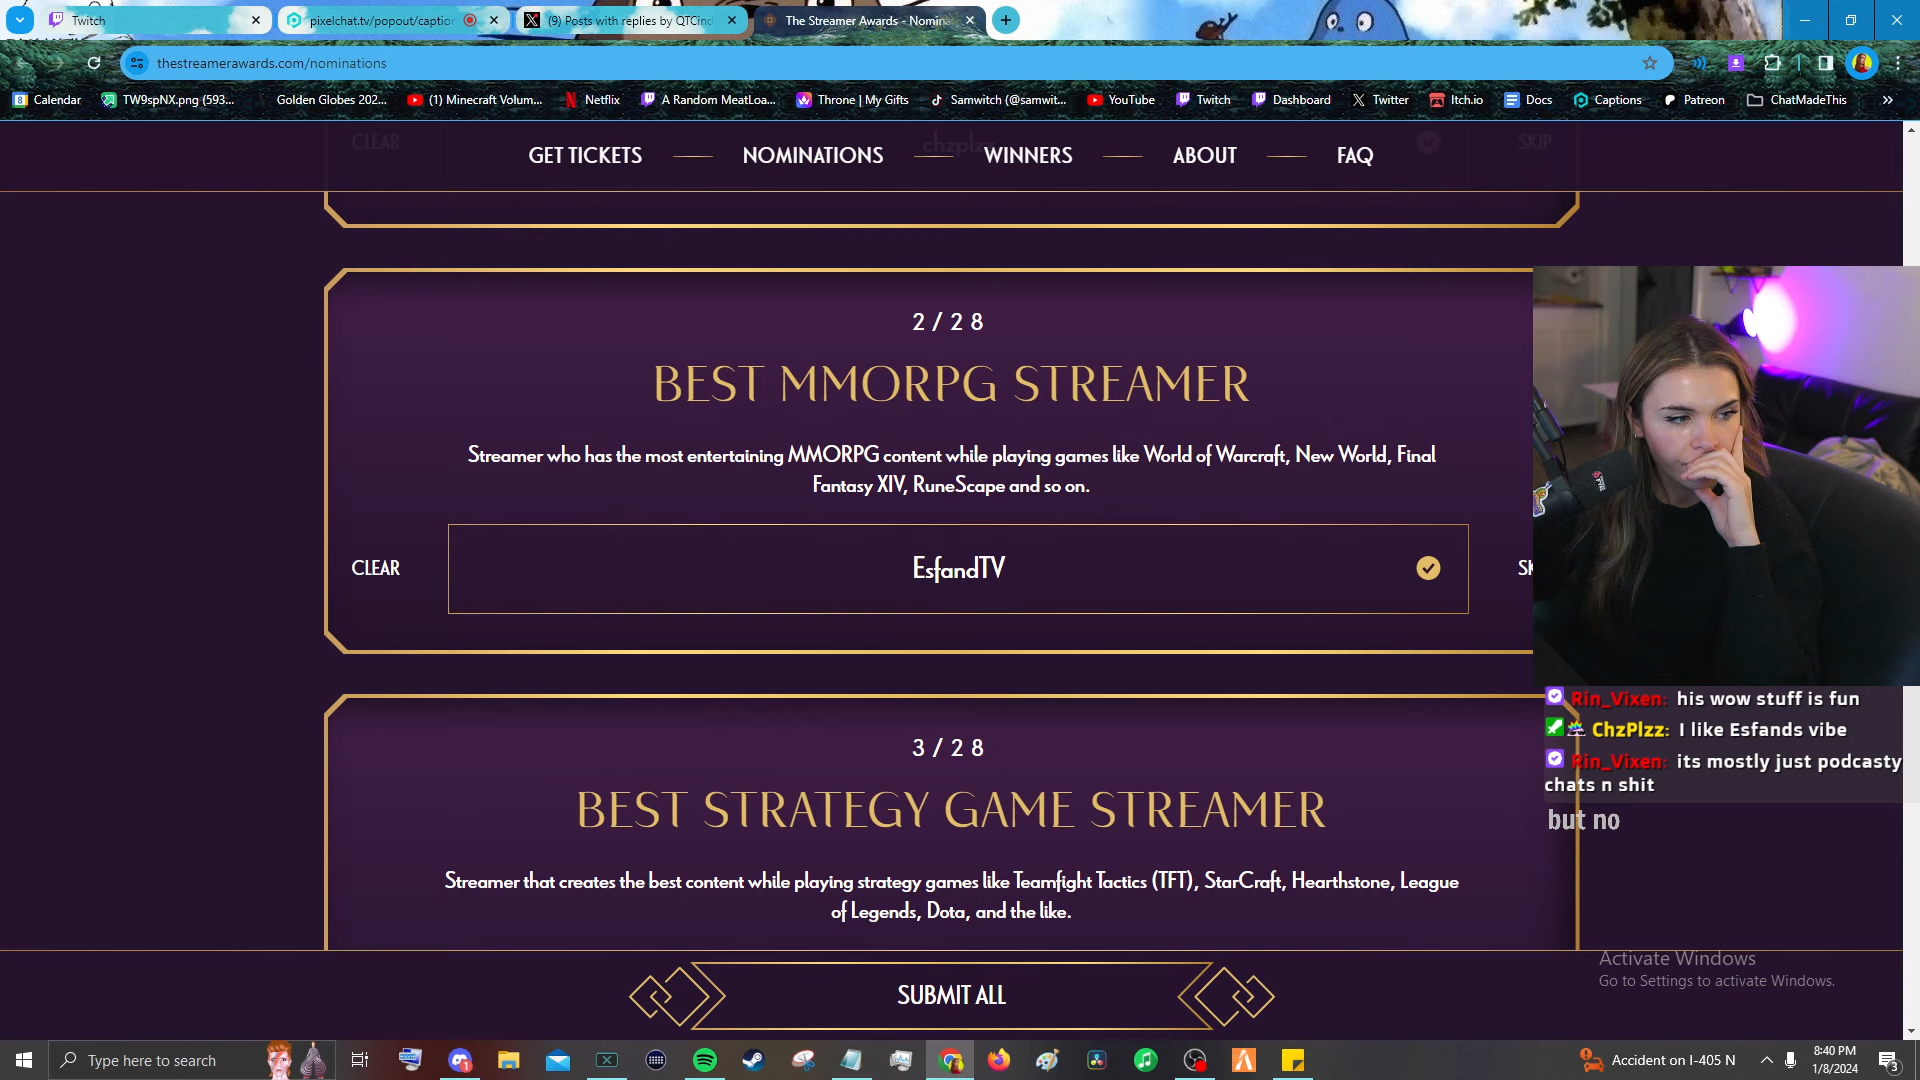 Twitch
pixelchat.tv/popout/caption
(9) Posts with replies by QTCind
The Streamer Awards - Nomina
thestreamerawards.com/nominations
Calendar
TW9spNX.png (593...
Golden Globes 202...
(1) Minecraft Volum...
Netflix
A Random MeatLoa...
Throne | My Gifts
Samwitch (@samwit...
YouTube
Twitch
Dashboard
Twitter
Itch.io
Docs
Captions
Patreon
ChatMadeThis
CLEAR
chzplzz
SKIP
GET TICKETS
NOMINATIONS
WINNERS
ABOUT
FAQ
2/28
BEST MMORPG STREAMER
Streamer who has the most entertaining MMORPG content while playing games like World of Warcraft, New World, Final
Fantasy XIV, RuneScape and so on.
CLEAR
EsfandTV
SK
Rin_Vixen: his wow stuff is fun
ChzPlzz: I like Esfands vibe
Rin_Vixen: its mostly just podcasty
chats n shit
but no
3/28
BEST STRATEGY GAME STREAMER
Streamer that creates the best content while playing strategy games like Teamfight Tactics (TFT), StarCraft, Hearthstone, League
of Legends, Dota, and the like.
Activate Windows
Go to Settings to activate Windows.
SUBMIT ALL
Type here to search
Accident on I-405 N
8:40 PM
1/8/2024
3